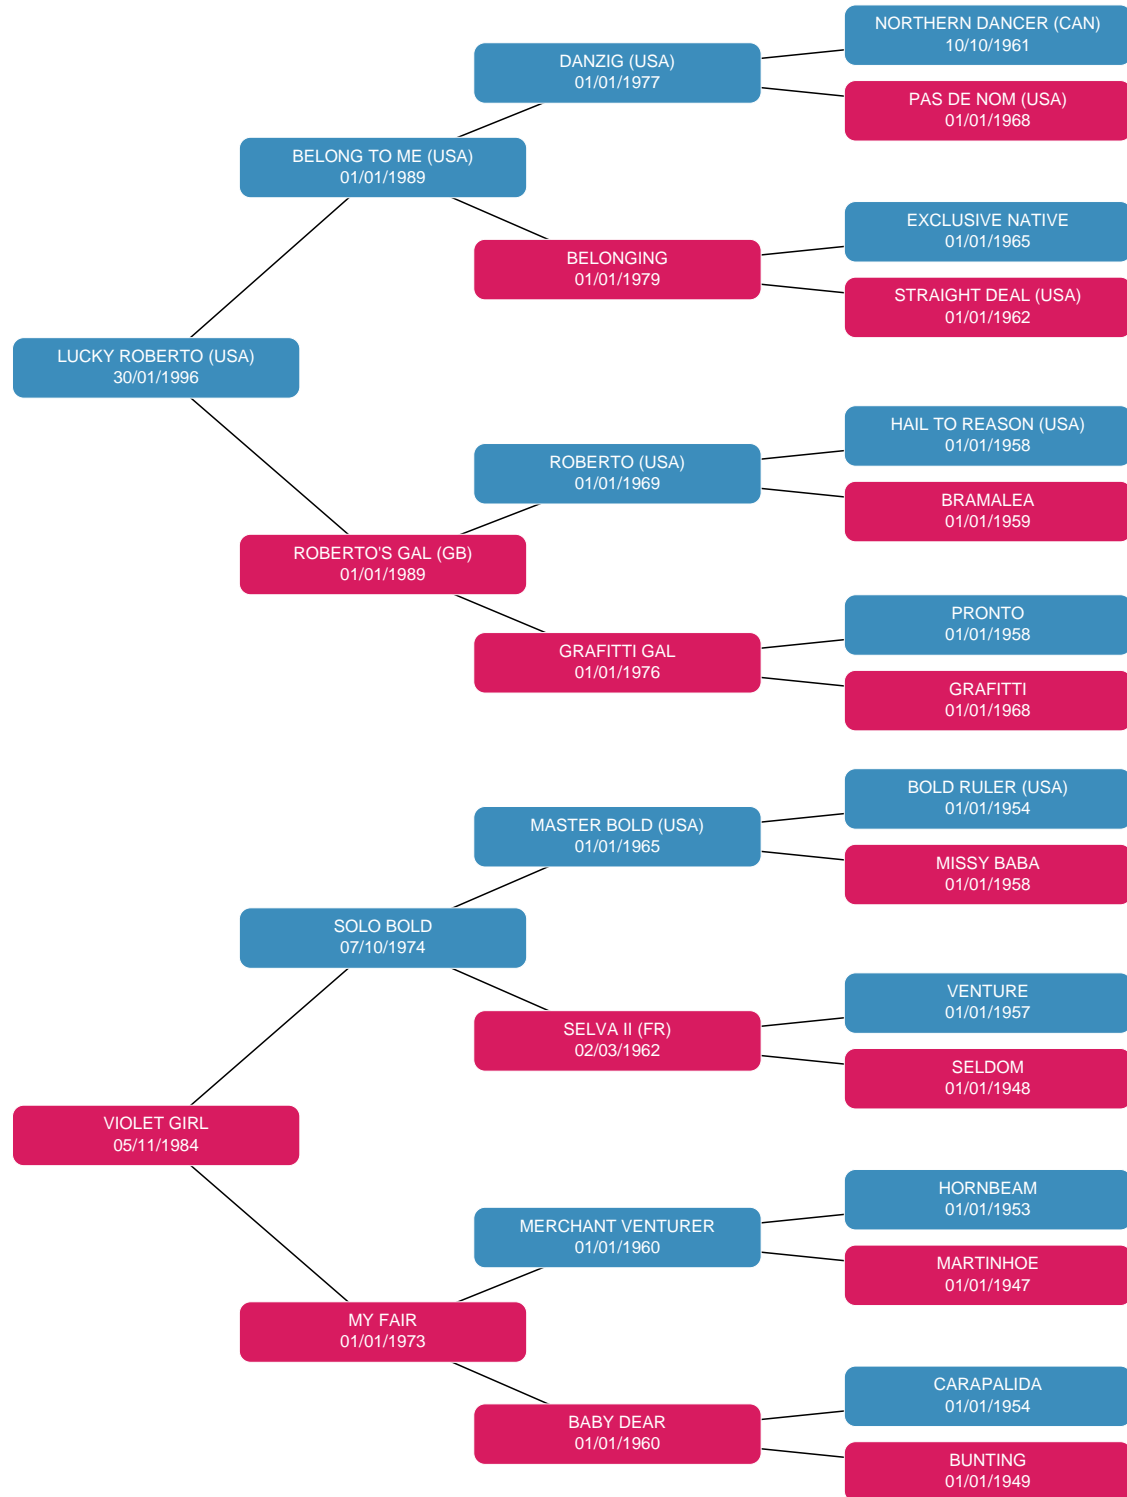 NORTHERN DANCER (CAN)
10/10/1961
DANZIG (USA)
01/01/1977
PAS DE NOM (USA)
01/01/1968
BELONG TO ME (USA)
01/01/1989
EXCLUSIVE NATIVE
01/01/1965
BELONGING
01/01/1979
STRAIGHT DEAL (USA)
01/01/1962
LUCKY ROBERTO (USA)
30/01/1996
HAIL TO REASON (USA)
01/01/1958
ROBERTO (USA)
01/01/1969
BRAMALEA
01/01/1959
ROBERTO'S GAL (GB)
01/01/1989
PRONTO
01/01/1958
GRAFITTI GAL
01/01/1976
GRAFITTI
01/01/1968
BOLD RULER (USA)
01/01/1954
MASTER BOLD (USA)
01/01/1965
MISSY BABA
01/01/1958
SOLO BOLD
07/10/1974
VENTURE
01/01/1957
SELVA II (FR)
02/03/1962
SELDOM
01/01/1948
VIOLET GIRL
05/11/1984
HORNBEAM
01/01/1953
MERCHANT VENTURER
01/01/1960
MARTINHOE
01/01/1947
MY FAIR
01/01/1973
CARAPALIDA
01/01/1954
BABY DEAR
01/01/1960
BUNTING
01/01/1949